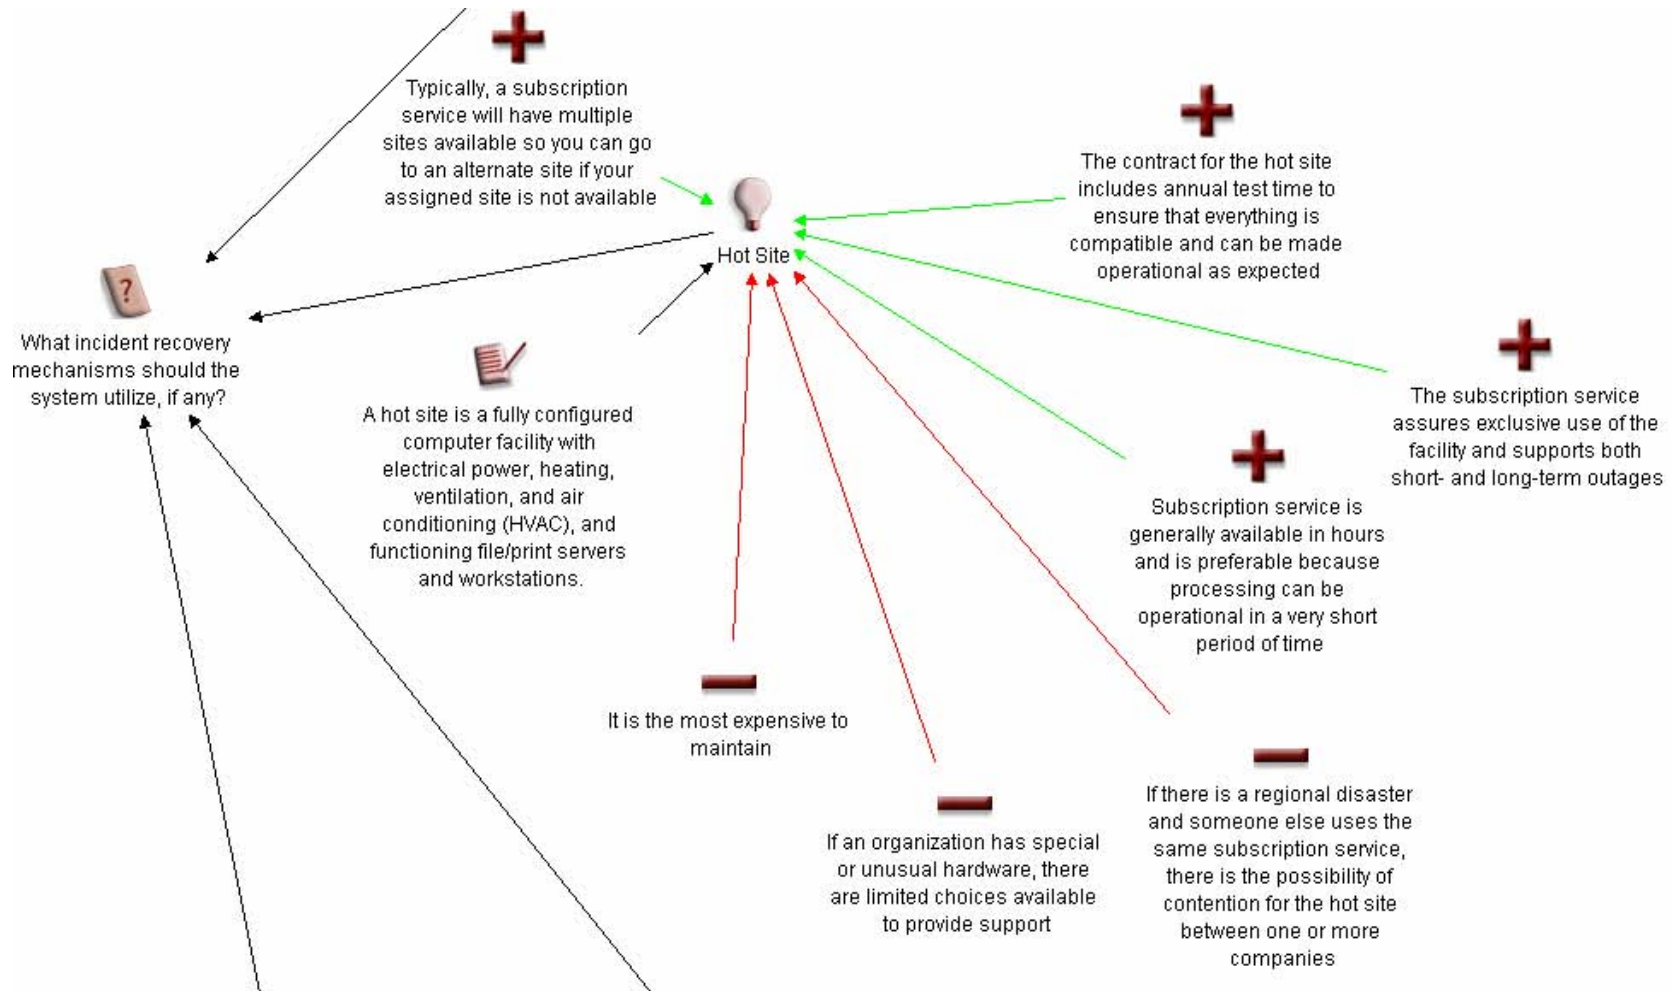 Typically, a subscription
service will have multiple
sites available so you can go
to an alternate site if your
assigned site is not available
The contract for the hot site
includes annual test time to
ensure that everything is
compatible and can be made
operational as expected
Hot Site
?
What incident recovery
mechanisms should the
system utilize, if any?
A hot site is a fully configured
computer facility with
electrical power, heating,
ventilation, and air
conditioning (HVAC), and
functioning file/print servers
and workstations.
The subscription service
assures exclusive use of the
facility and supports both
short- and long-term outages
Subscription service is
generally available in hours
and is preferable because
processing can be
operational in a very short
period of time
It is the most expensive to
maintain
If an organization has special
or unusual hardware, there
are limited choices available
to provide support
If there is a regional disaster
and someone else uses the
same subscription service,
there is the possibility of
contention for the hot site
between one or more
companies